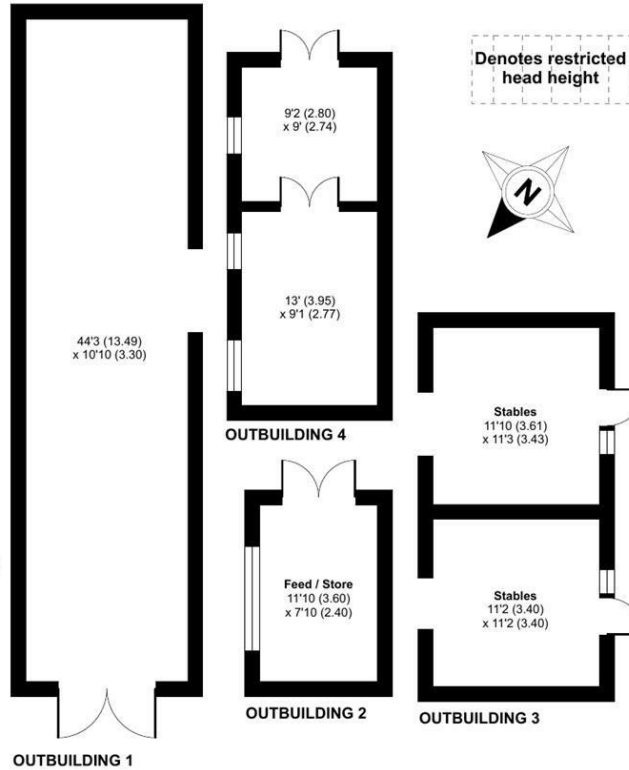 44'3 (13.49)
x 10'10 (3.30)
OUTBUILDING 1
9'2 (2.80)
x 9' (2.74)
13' (3.95)
x 9'1 (2.77)
OUTBUILDING 4
Feed / Store
11'10 (3.60)
x 7'10 (2.40)
OUTBUILDING 2
Denotes restricted
head height
N
Stables
11'10 (3.61)
x 11'3 (3.43)
Stables
11'2 (3.40)
x 11'2 (3.40)
OUTBUILDING 3